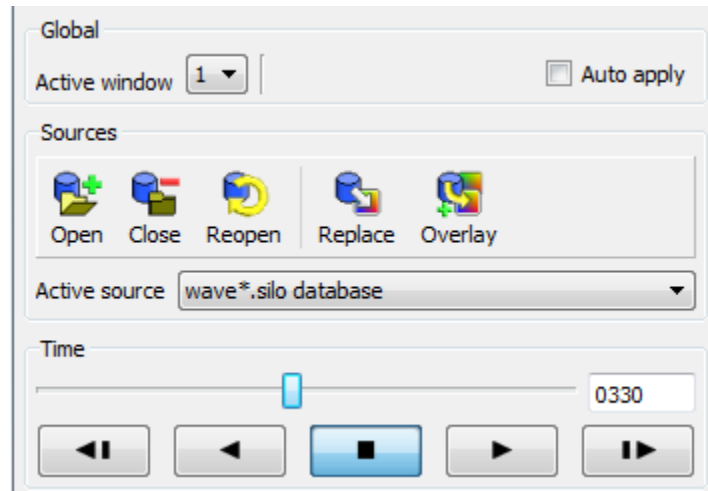 Global
Active window 1 Auto apply
Sources
Open Close Reopen Replace Overlay
Active source wave*.silo database
Time
0330